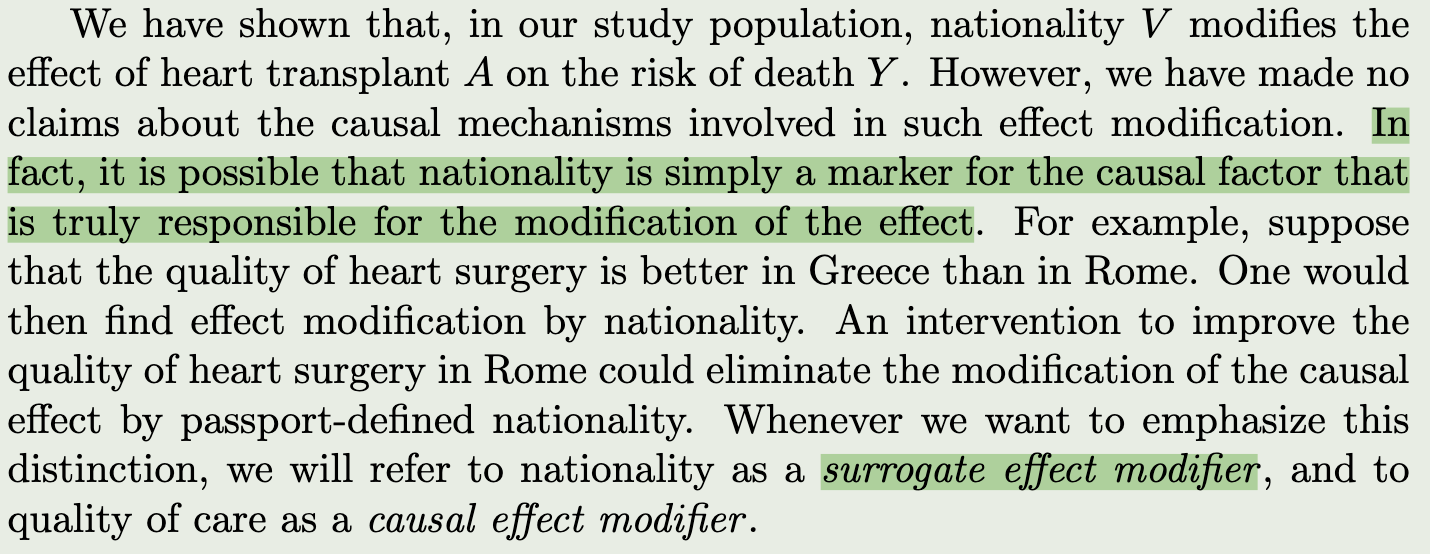 We have shown that, in our study population, nationality V modifies the
effect of heart transplant A on the risk of death Y. However, we have made no
claims about the causal mechanisms involved in such effect modification. In
fact, it is possible that nationality is simply a marker for the causal factor that
is truly responsible for the modification of the effect. For example, suppose
that the quality of heart surgery is better in Greece than in Rome. One would
then find effect modification by nationality. An intervention to improve the
quality of heart surgery in Rome could eliminate the modification of the causal
effect by passport-defined nationality. Whenever we want to emphasize this
distinction, we will refer to nationality as a surrogate effect modifier, and to
quality of care as a causal effect modifier.